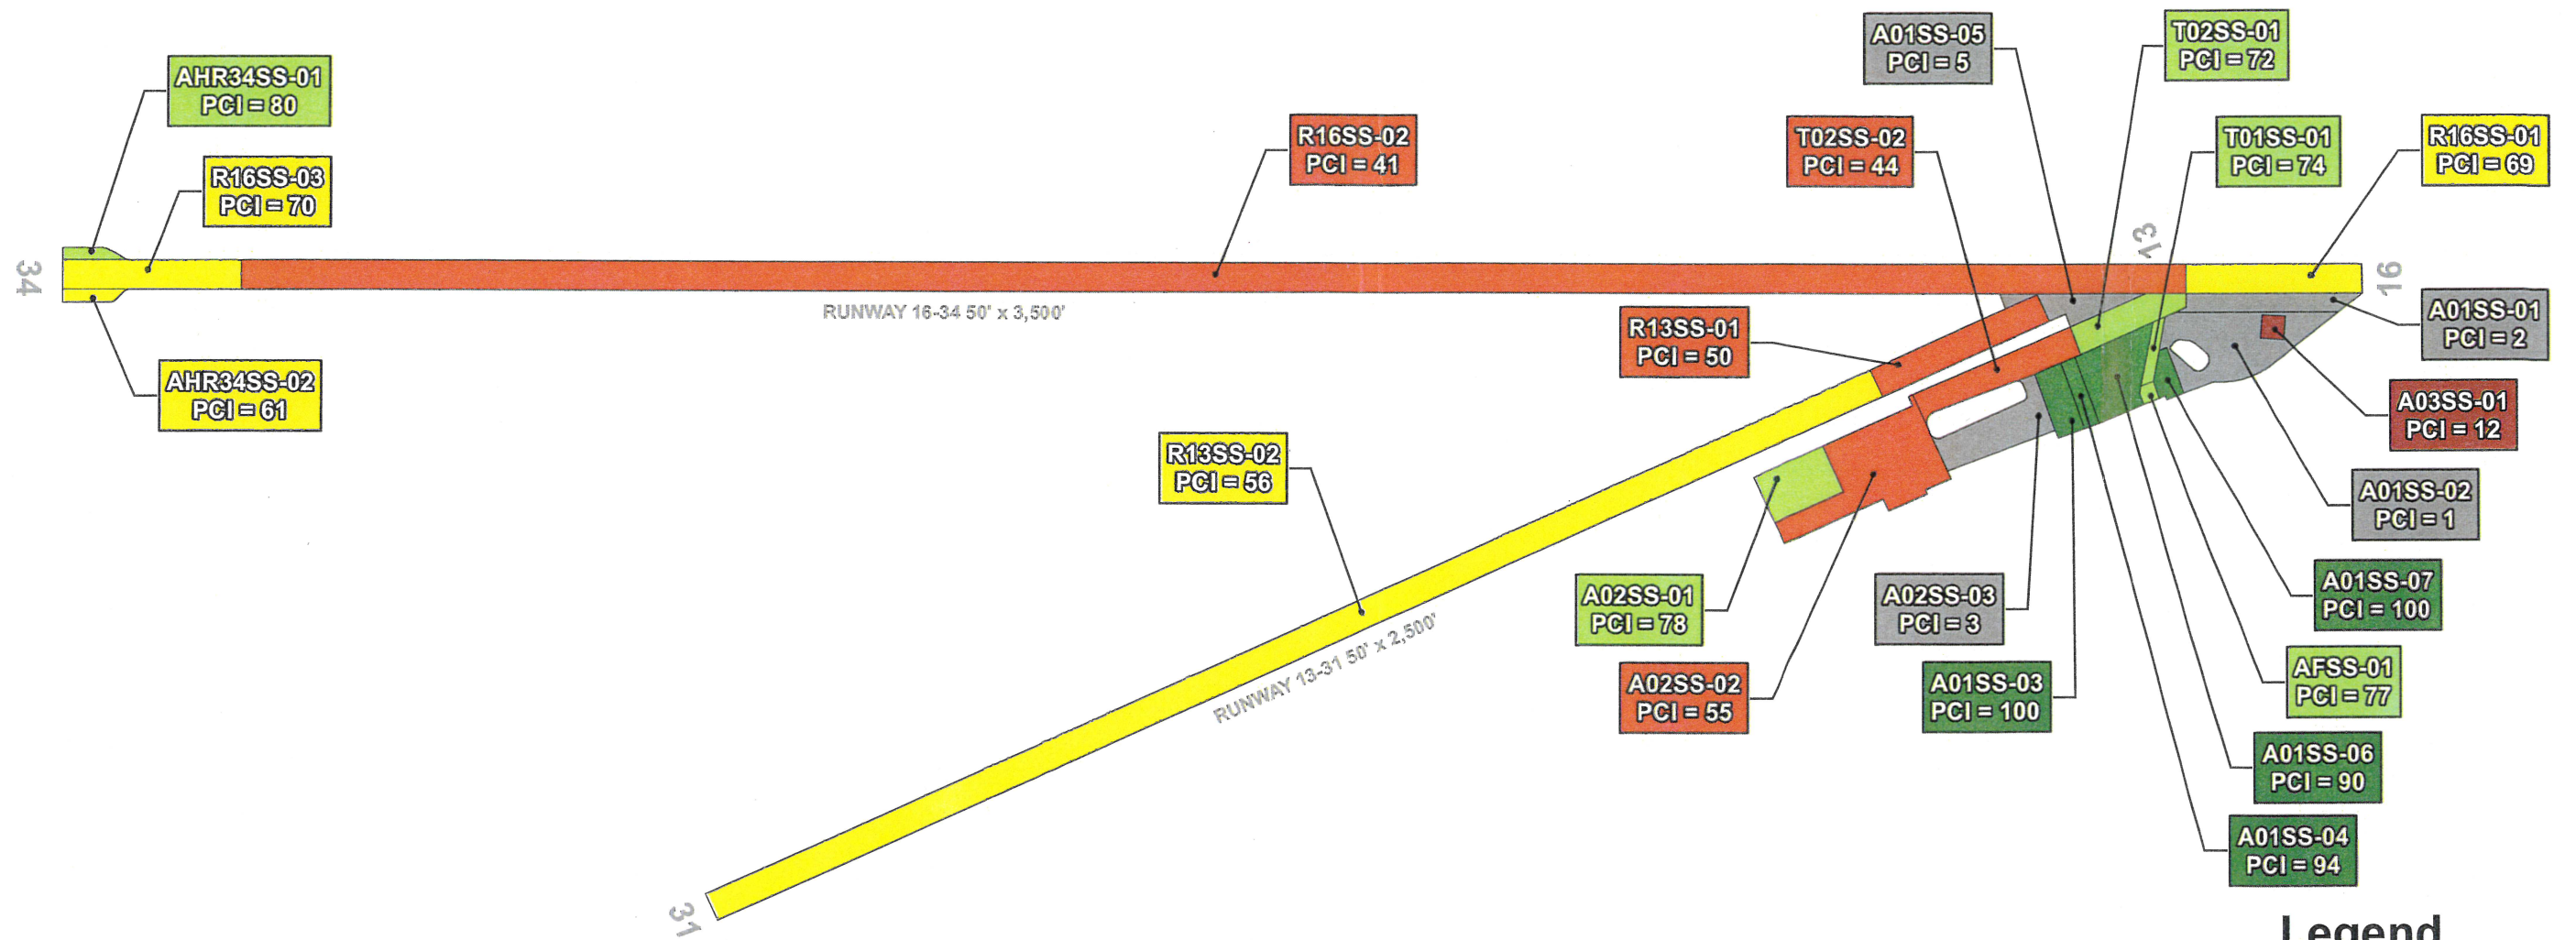 AHR34SS-01
PCI = 80
R16SS-03
PCI = 70
34
AHR34SS-02
PCI = 61
RUNWAY 16-34 50' x 3,500'
R16SS-02
PCI = 41
A01SS-05
PCI = 5
T02SS-01
PCI = 72
T02SS-02
PCI = 44
T01SS-01
PCI = 74
R16SS-01
PCI = 69
13
16
R13SS-01
PCI = 50
A01SS-01
PCI = 2
A03SS-01
PCI = 12
R13SS-02
PCI = 56
A01SS-02
PCI = 1
A02SS-01
PCI = 78
A02SS-03
PCI = 3
A01SS-07
PCI = 100
RUNWAY 13-31 50' x 2,500'
A02SS-02
PCI = 55
A01SS-03
PCI = 100
AFSS-01
PCI = 77
A01SS-06
PCI = 90
A01SS-04
PCI = 94
31
Legend